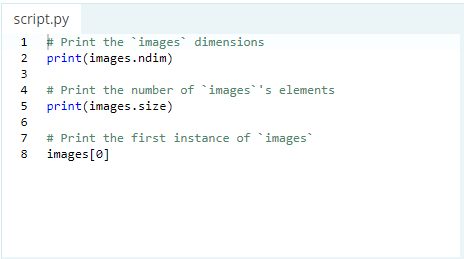 script.py
1 # Print the `images` dimensions
2 print(images.ndim)
3
4 # Print the number of `images`'s elements
5 print(images.size)
6
7 # Print the first instance of `images`
8 images[0]